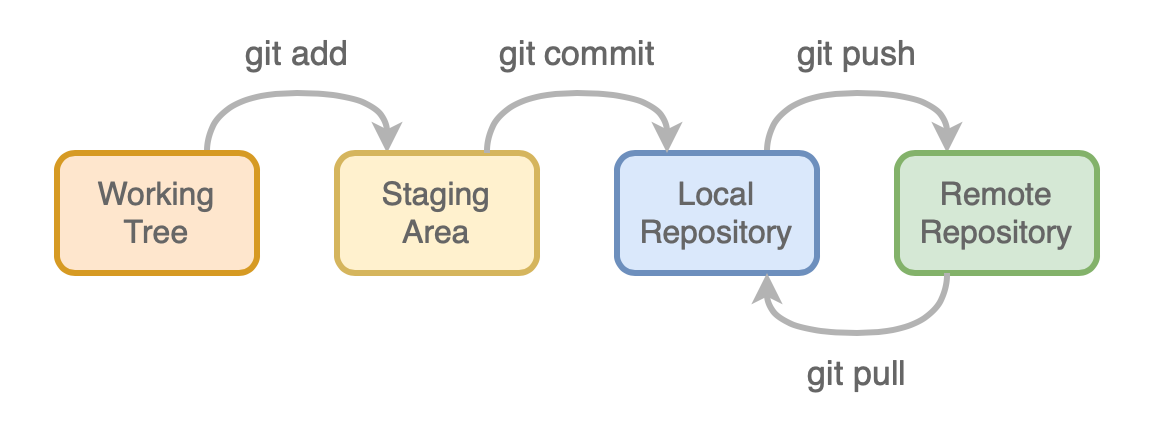 git add
git commit
git push
Working
Tree
Staging
Area
Local
Repository
Remote
Repository
git pull